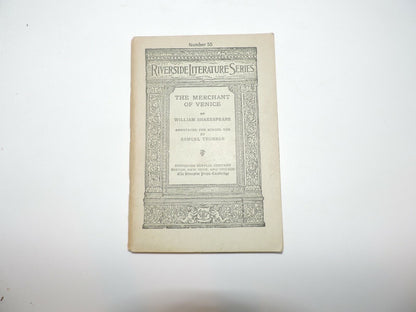 Number 55
RIVERSIDE LITERATURE SERIES
THE MERCHANT
OF VENICE
BY
WILLIAM SHAKESPEARE
ANNOTATED FOR SCHOOL USE
BY
SAMUEL THURBER
HOUGHTON MIFFLIN COMPANY
BOSTON, NEW YORK, AND CHICAGO
The Riverside Press, Cambridge